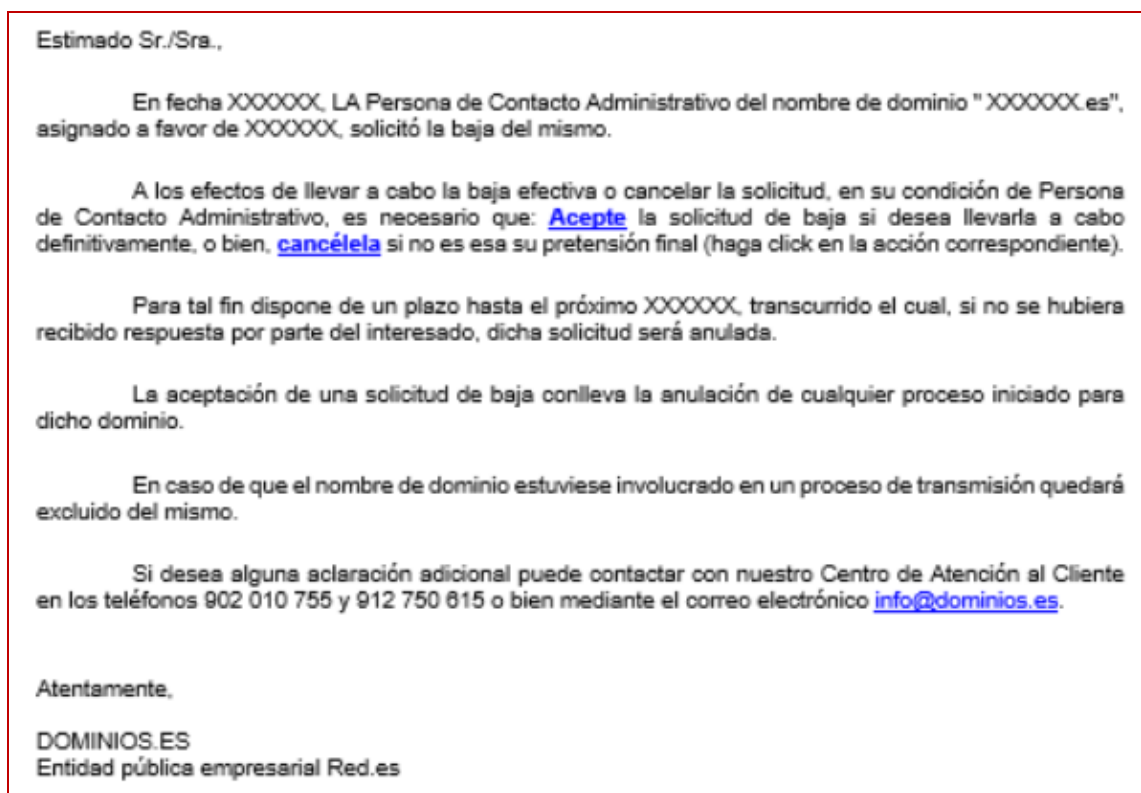 Estimado Sr./Sra.,
En fecha XXXXXX, LA Persona de Contacto Administrativo del nombre de dominio " XXXXXX.es",
asignado a favor de XXXXXX, solicitó la baja del mismo.
A los efectos de llevar a cabo la baja efectiva o cancelar la solicitud, en su condición de Persona
de Contacto Administrativo, es necesario que: Acepte la solicitud de baja si desea llevarla a cabo
definitivamente, o bien, cancélela si no es esa su pretensión final (haga click en la acción correspondiente).
Para tal fin dispone de un plazo hasta el próximo XXXXXX, transcurrido el cual, si no se hubiera
recibido respuesta por parte del interesado, dicha solicitud será anulada.
La aceptación de una solicitud de baja conlleva la anulación de cualquier proceso iniciado para
dicho dominio.
En caso de que el nombre de dominio estuviese involucrado en un proceso de transmisión quedará
excluido del mismo.
Si desea alguna aclaración adicional puede contactar con nuestro Centro de Atención al Cliente
en los teléfonos 902 010 755 y 912 750 615 o bien mediante el correo electrónico info@dominios.es.
Atentamente,
DOMINIOS.ES
Entidad pública empresarial Red.es